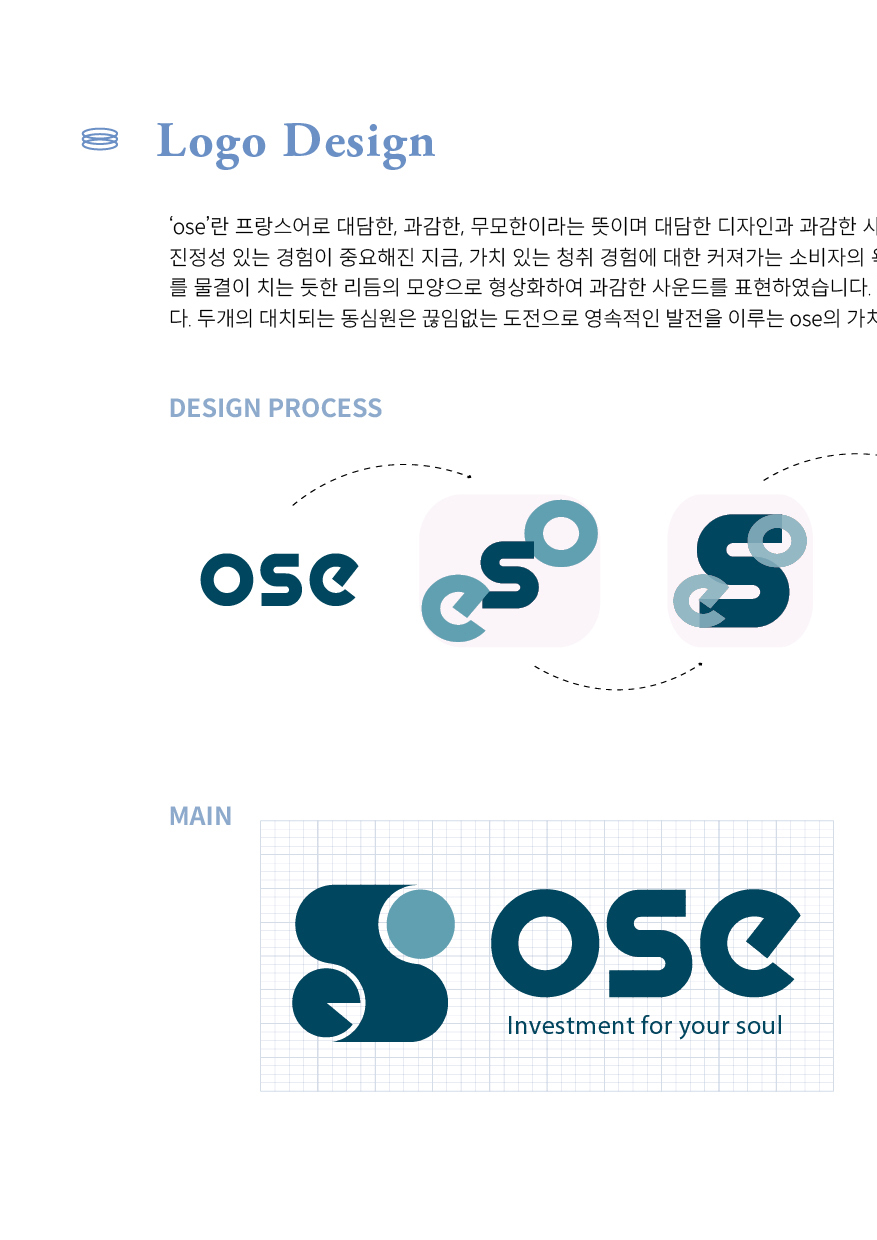 Logo Design
‘ose’란 프랑스어로 대담한, 과감한, 무모한이라는 뜻이며 대담한 디자인과 과감한
진정성 있는 경험이 중요해진 지금, 가치 있는 청취 경험에 대한 커져가는 소비자의
를 물결이 치는 듯한 리듬의 모양으로 형상화하여 과감한 사운드를 표현하였습니다.
다. 두개의 대치되는 동심원은 끊임없는 도전으로 영속적인 발전을 이루는 ose의 가치
DESIGN PROCESS
ose
eso
eso
MAIN
ose
Investment for your soul